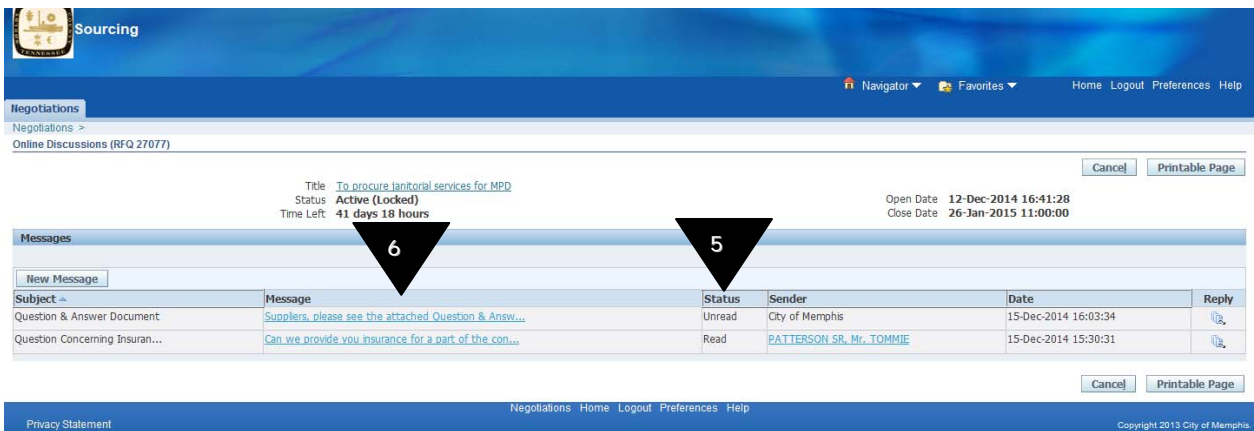 TENNESSEE
Sourcing
Navigator Favorites Home Logout Preferences Help
Negotiations
Negotiations >
Online Discussions (RFQ 27077)
Cancel Printable Page
Title To procure janitorial services for MPD
Status Active (Locked)
Time Left 41 days 18 hours
Open Date 12-Dec-2014 16:41:28
Close Date 26-Jan-2015 11:00:00
Messages
6 5
New Message
Subject Message Status Sender Date Reply
Question & Answer Document Suppliers, please see the attached Question & Answ... Unread City of Memphis 15-Dec-2014 16:03:34
Question Concerning Insuran... Can we provide you insurance for a part of the con... Read PATTERSON SR, Mr. TOMMIE 15-Dec-2014 15:30:31
Cancel Printable Page
Negotiations Home Logout Preferences Help
Privacy Statement Copyright 2013 City of Memphis